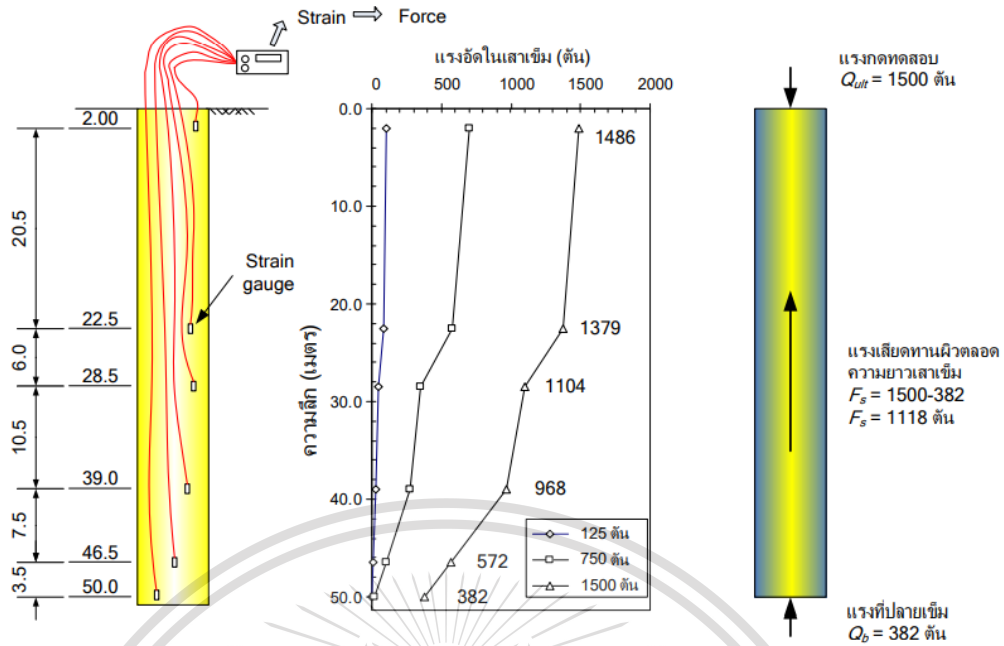 Strain ⇒ Force
2.00
20.5
Strain
gauge
22.5
6.0
28.5
10.5
39.0
7.5
46.5
3.5
50.0
แรงอัดในเสาเข็ม (ตัน)
0 500 1000 1500 2000
ความลึก (เมตร)
0.0
10.0
20.0
30.0
40.0
50.0
1486
1379
1104
968
572
382
125 ตัน
750 ตัน
1500 ตัน
แรงกดทดสอบ
Qult = 1500 ตัน
แรงเสียดทานผิวตลอด
ความยาวเสาเข็ม
Fs = 1500-382
Fs = 1118 ตัน
แรงที่ปลายเข็ม
Qb = 382 ตัน